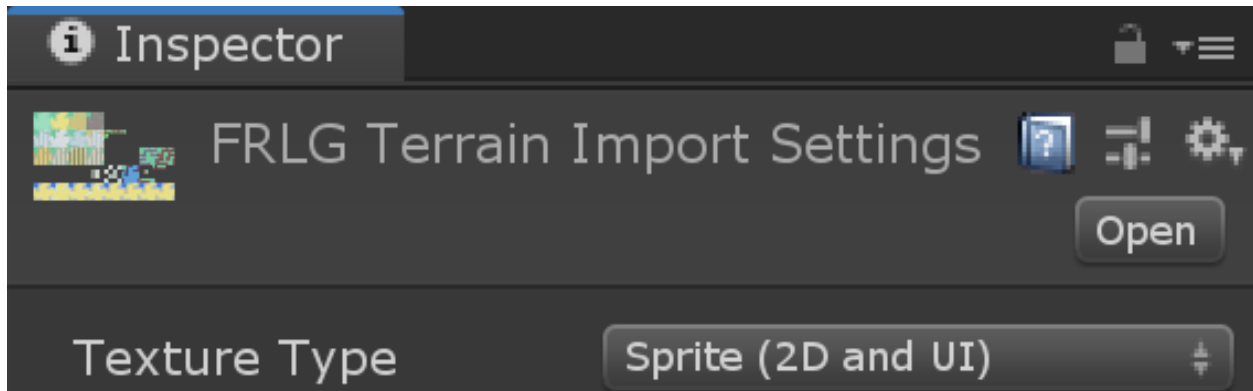 Inspector
FRLG Terrain Import Settings
Open
Texture Type Sprite (2D and UI)